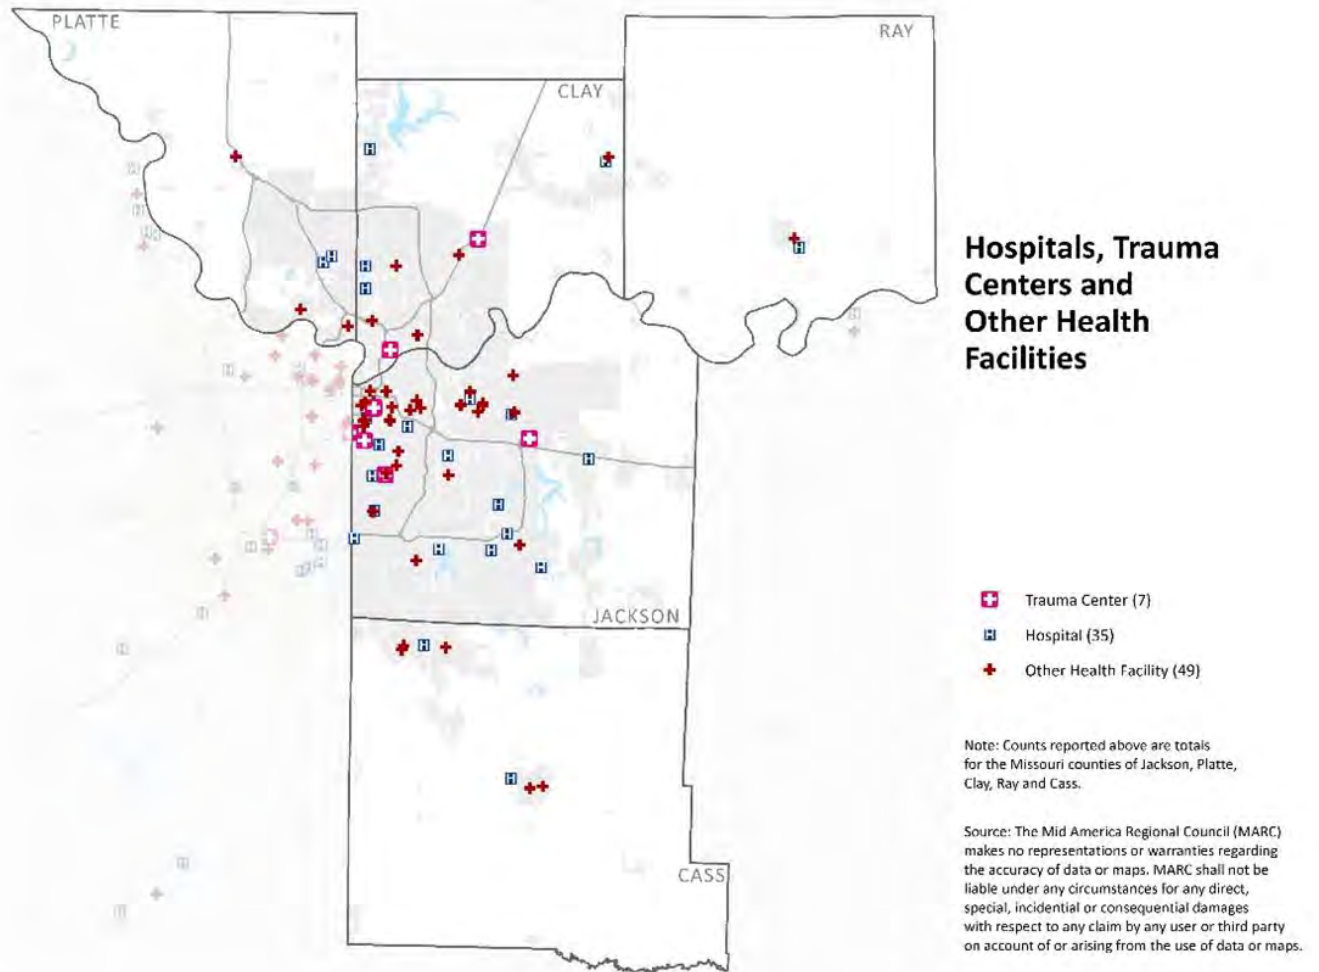 PLATTE
RAY
CLAY
Hospitals, Trauma
Centers and
Other Health
Facilities
Trauma Center (7)
JACKSON
Hospital (35)
Other Health Facility (49)
Note: Counts reported above are totals
for the Missouri counties of Jackson, Platte,
Clay, Ray and Cass.
Source: The Mid America Regional Council (MARC)
makes no representations or warranties regarding
the accuracy of data or maps. MARC shall not be
liable under any circumstances for any direct,
CASS
special, incidental or consequential damages
with respect to any claim by any user or third party
on account of or arising from the use of data or maps.